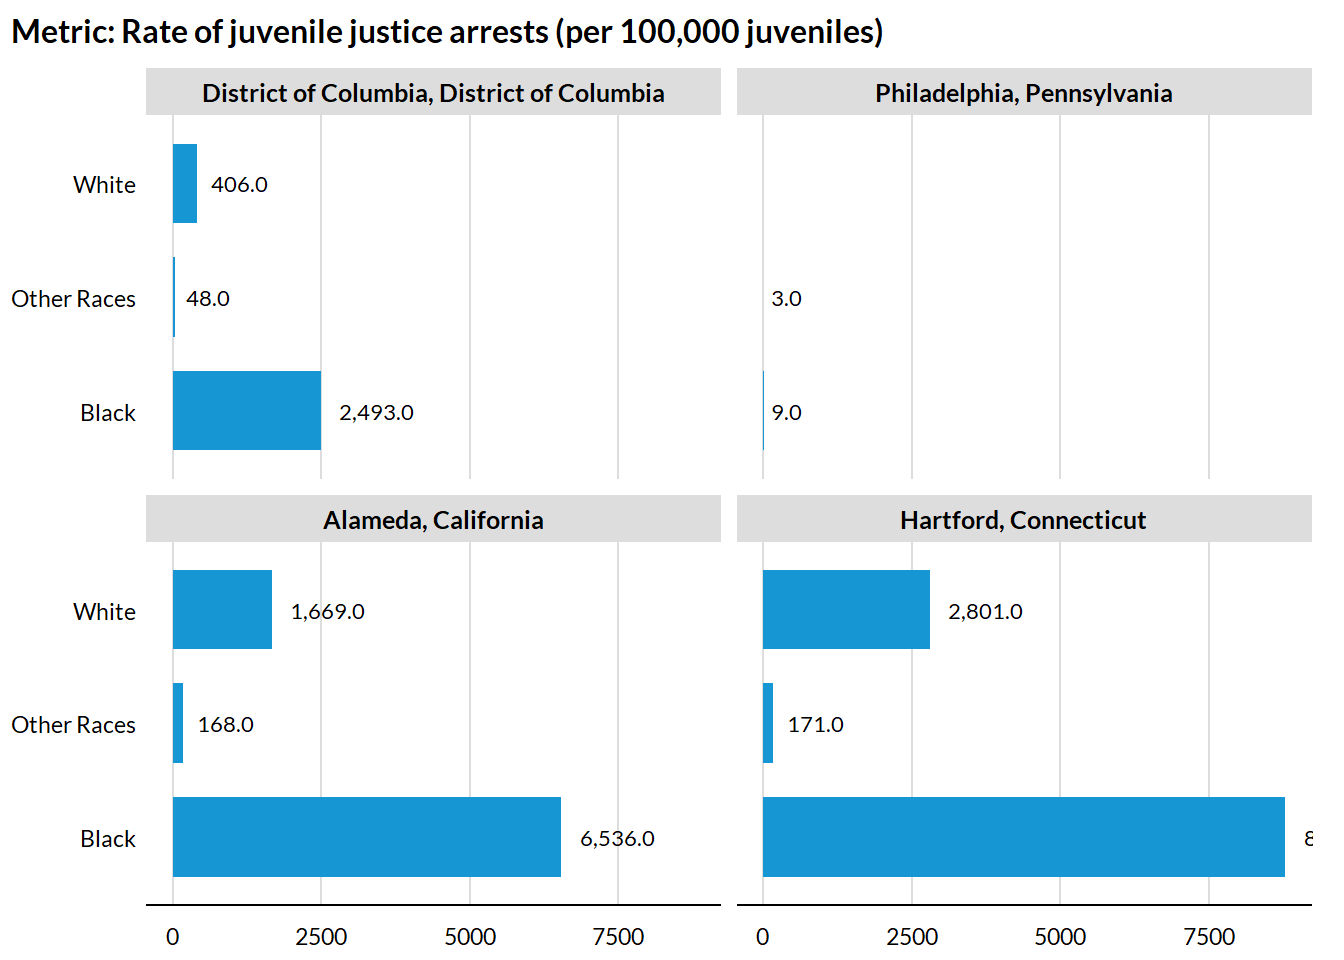 Metric: Rate of juvenile justice arrests (per 100,000 juveniles)
District of Columbia, District of Columbia
Philadelphia, Pennsylvania
White
406.0
Other Races
48.0
3.0
Black
2,493.0
9.0
Alameda, California
Hartford, Connecticut
White
1,669.0
2,801.0
Other Races
168.0
171.0
Black
6,536.0
0
2500
5000
7500
0
2500
5000
7500